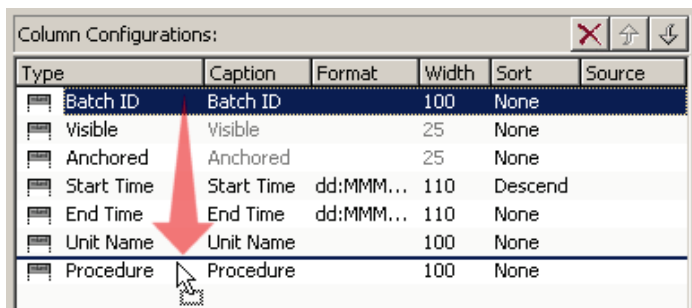 Column Configurations:
Type Caption Format Width Sort Source
Batch ID Batch ID 100 None
Visible Visible 25 None
Anchored Anchored 25 None
Start Time Start Time dd:MMM... 110 Descend
End Time End Time dd:MMM... 110 None
Unit Name Unit Name 100 None
Procedure Procedure 100 None